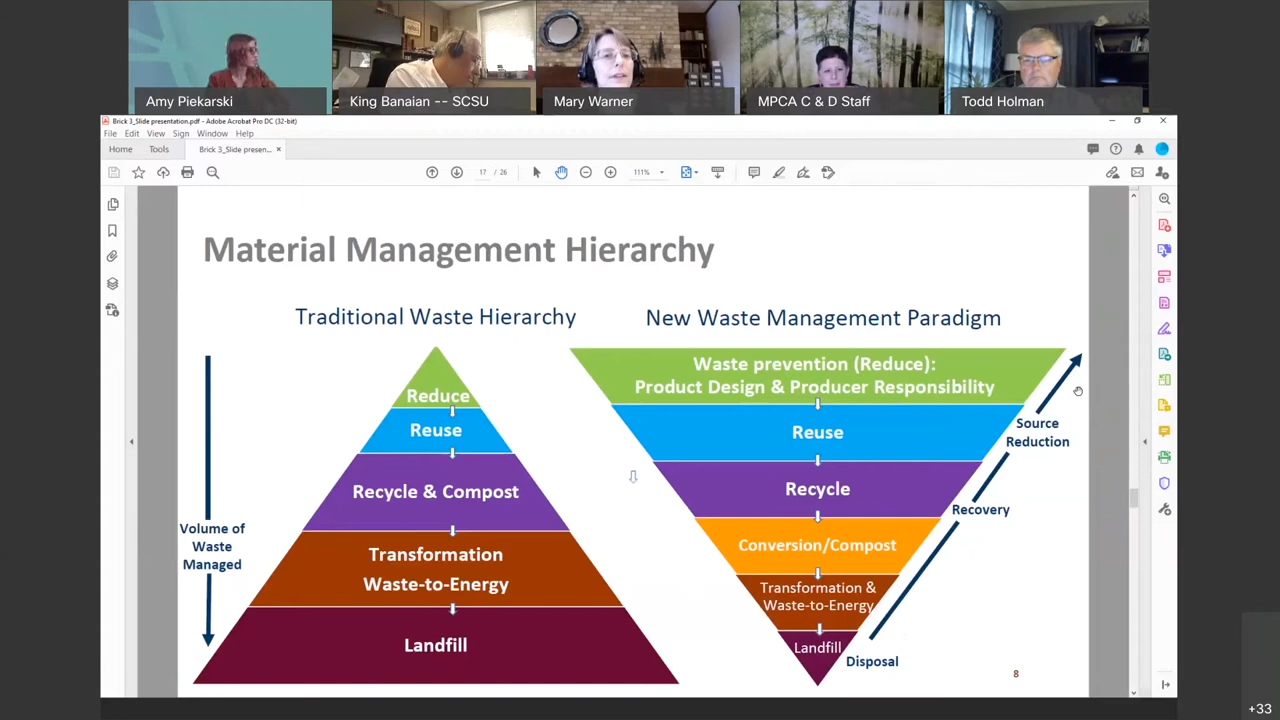 Amy Piekarski
King Banaian -- SCSU
Mary Warner
MPCA C & D Staff
Todd Holman
Brick 3_Slide presentation.pdf - Adobe Acrobat Pro DC (32-bit)
File Edit View Sign Window Help
Home Tools Brick 3_Slide presen... ×
17 / 26 111%
Material Management Hierarchy
Traditional Waste Hierarchy
Reduce
Reuse
Recycle & Compost
Transformation
Waste-to-Energy
Landfill
Volume of
Waste
Managed
New Waste Management Paradigm
Waste prevention (Reduce):
Product Design & Producer Responsibility
Reuse
Recycle
Conversion/Compost
Transformation &
Waste-to-Energy
Landfill
Source
Reduction
Recovery
Disposal
8
+33